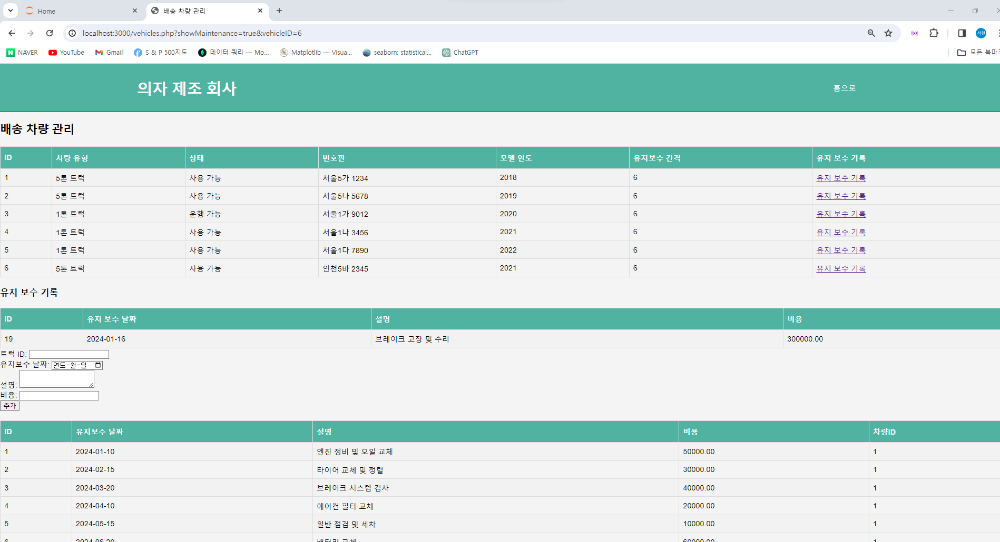 Home
배송 차량 관리
localhost:3000/vehicles.php?showMaintenance=true&vehicleID=6
석현
NAVER YouTube Gmail S & P 500지도 데이터 쿼리 — Mo... Matplotlib — Visua... seaborn: statistical... ChatGPT 모든 북마크
의자 제조 회사 홈으로
배송 차량 관리
ID 차량 유형 상태 번호판 모델 연도 유지보수 간격 유지 보수 기록
1 5톤 트럭 사용 가능 서울5가 1234 2018 6 유지 보수 기록
2 5톤 트럭 사용 가능 서울5나 5678 2019 6 유지 보수 기록
3 1톤 트럭 운행 가능 서울1가 9012 2020 6 유지 보수 기록
4 1톤 트럭 사용 가능 서울1나 3456 2021 6 유지 보수 기록
5 1톤 트럭 사용 가능 서울1다 7890 2022 6 유지 보수 기록
6 5톤 트럭 사용 가능 인천5바 2345 2021 6 유지 보수 기록
유지 보수 기록
ID 유지 보수 날짜 설명 비용
19 2024-01-16 브레이크 고장 및 수리 300000.00
트럭 ID:
유지보수 날짜: 연도-월-일
설명:
비용:
추가
ID 유지보수 날짜 설명 비용 차량ID
1 2024-01-10 엔진 정비 및 오일 교체 50000.00 1
2 2024-02-15 타이어 교체 및 정렬 30000.00 1
3 2024-03-20 브레이크 시스템 검사 40000.00 1
4 2024-04-10 에어컨 필터 교체 20000.00 1
5 2024-05-15 일반 점검 및 세차 10000.00 1
6 2024-06-20 배터리 교체 60000.00 1